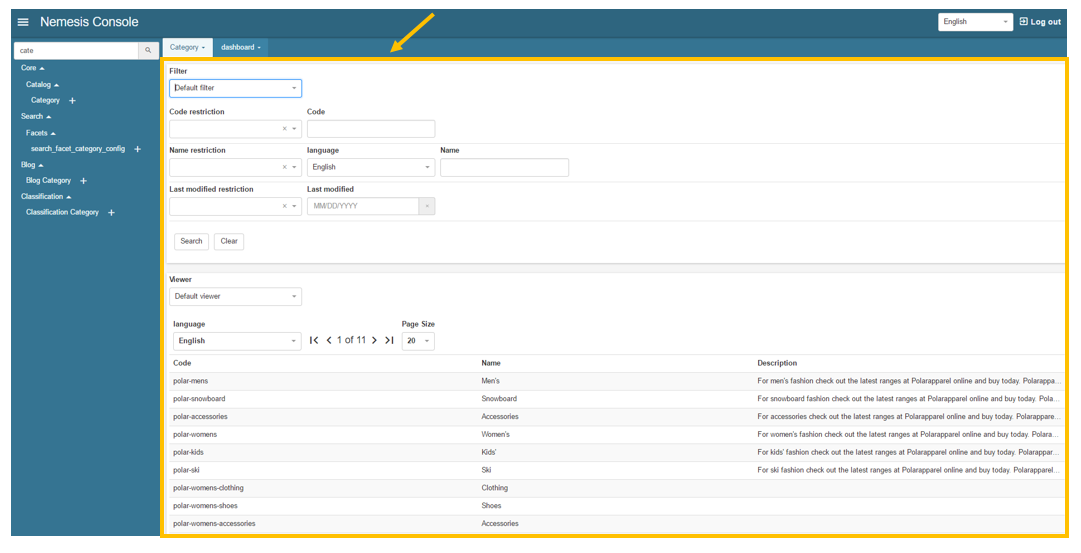 Nemesis Console
English
Log out
cate
Category
dashboard
Core
Catalog
Category +
Search
Facets
search_facet_category_config +
Blog
Blog Category +
Classification
Classification Category +
Filter
Default filter
Code restriction Code
Name restriction language Name
English
Last modified restriction Last modified
MM/DD/YYYY
Search Clear
Viewer
Default viewer
language Page Size
English 1 of 11 20
Code Name Description
polar-mens Men's For men's fashion check out the latest ranges at Polarapparel online and buy today. Polarappa...
polar-snowboard Snowboard For snowboard fashion check out the latest ranges at Polarapparel online and buy today. Pola...
polar-accessories Accessories For accessories check out the latest ranges at Polarapparel online and buy today. Polarappare...
polar-womens Women's For women's fashion check out the latest ranges at Polarapparel online and buy today. Polara...
polar-kids Kids' For kids' fashion check out the latest ranges at Polarapparel online and buy today. Polarappar...
polar-ski Ski For ski fashion check out the latest ranges at Polarapparel online and buy today. Polarapparel...
polar-womens-clothing Clothing
polar-womens-shoes Shoes
polar-womens-accessories Accessories